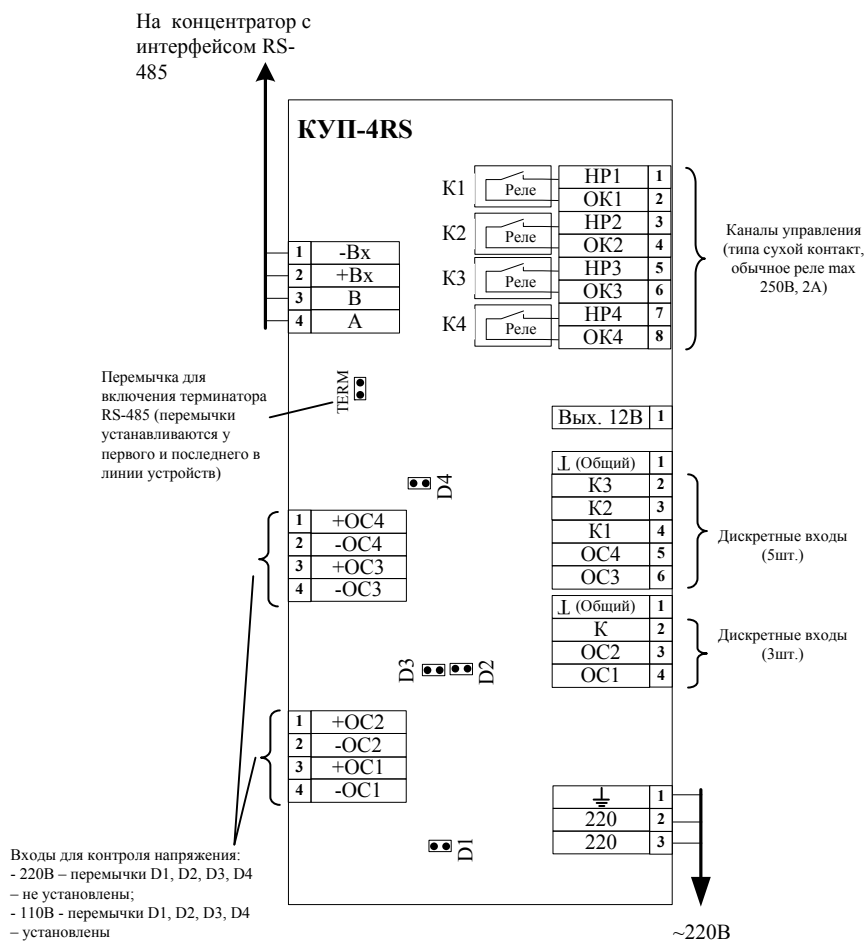 На концентратор с
интерфейсом RS-
485
КУП-4RS
1 -Вх
2 +Вх
3 В
4 А
К1 Реле
К2 Реле
К3 Реле
К4 Реле
НР1 1
ОК1 2
НР2 3
ОК2 4
НР3 5
ОК3 6
НР4 7
ОК4 8
Каналы управления
(типа сухой контакт,
обычное реле max
250В, 2А)
Перемычка для
включения терминатора
RS-485 (перемычки
устанавливаются у
первого и последнего в
линии устройств)
TERM
Вых. 12В 1
(Общий) 1
К3 2
К2 3
К1 4
ОС4 5
ОС3 6
Дискретные входы
(5шт.)
D4
1 +ОС4
2 -ОС4
3 +ОС3
4 -ОС3
(Общий) 1
К 2
ОС2 3
ОС1 4
Дискретные входы
(3шт.)
D3
D2
1 +ОС2
2 -ОС2
3 +ОС1
4 -ОС1
D1
1
220 2
220 3
~220В
Входы для контроля напряжения:
- 220В – перемычки D1, D2, D3, D4
– не установлены;
- 110В - перемычки D1, D2, D3, D4
– установлены